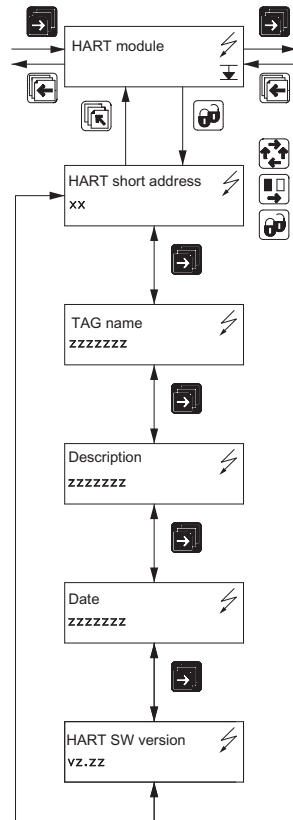 HART module
HART short address
xx
TAG name
zzzzzzz
Description
zzzzzzz
Date
zzzzzzz
HART SW version
vz.zz